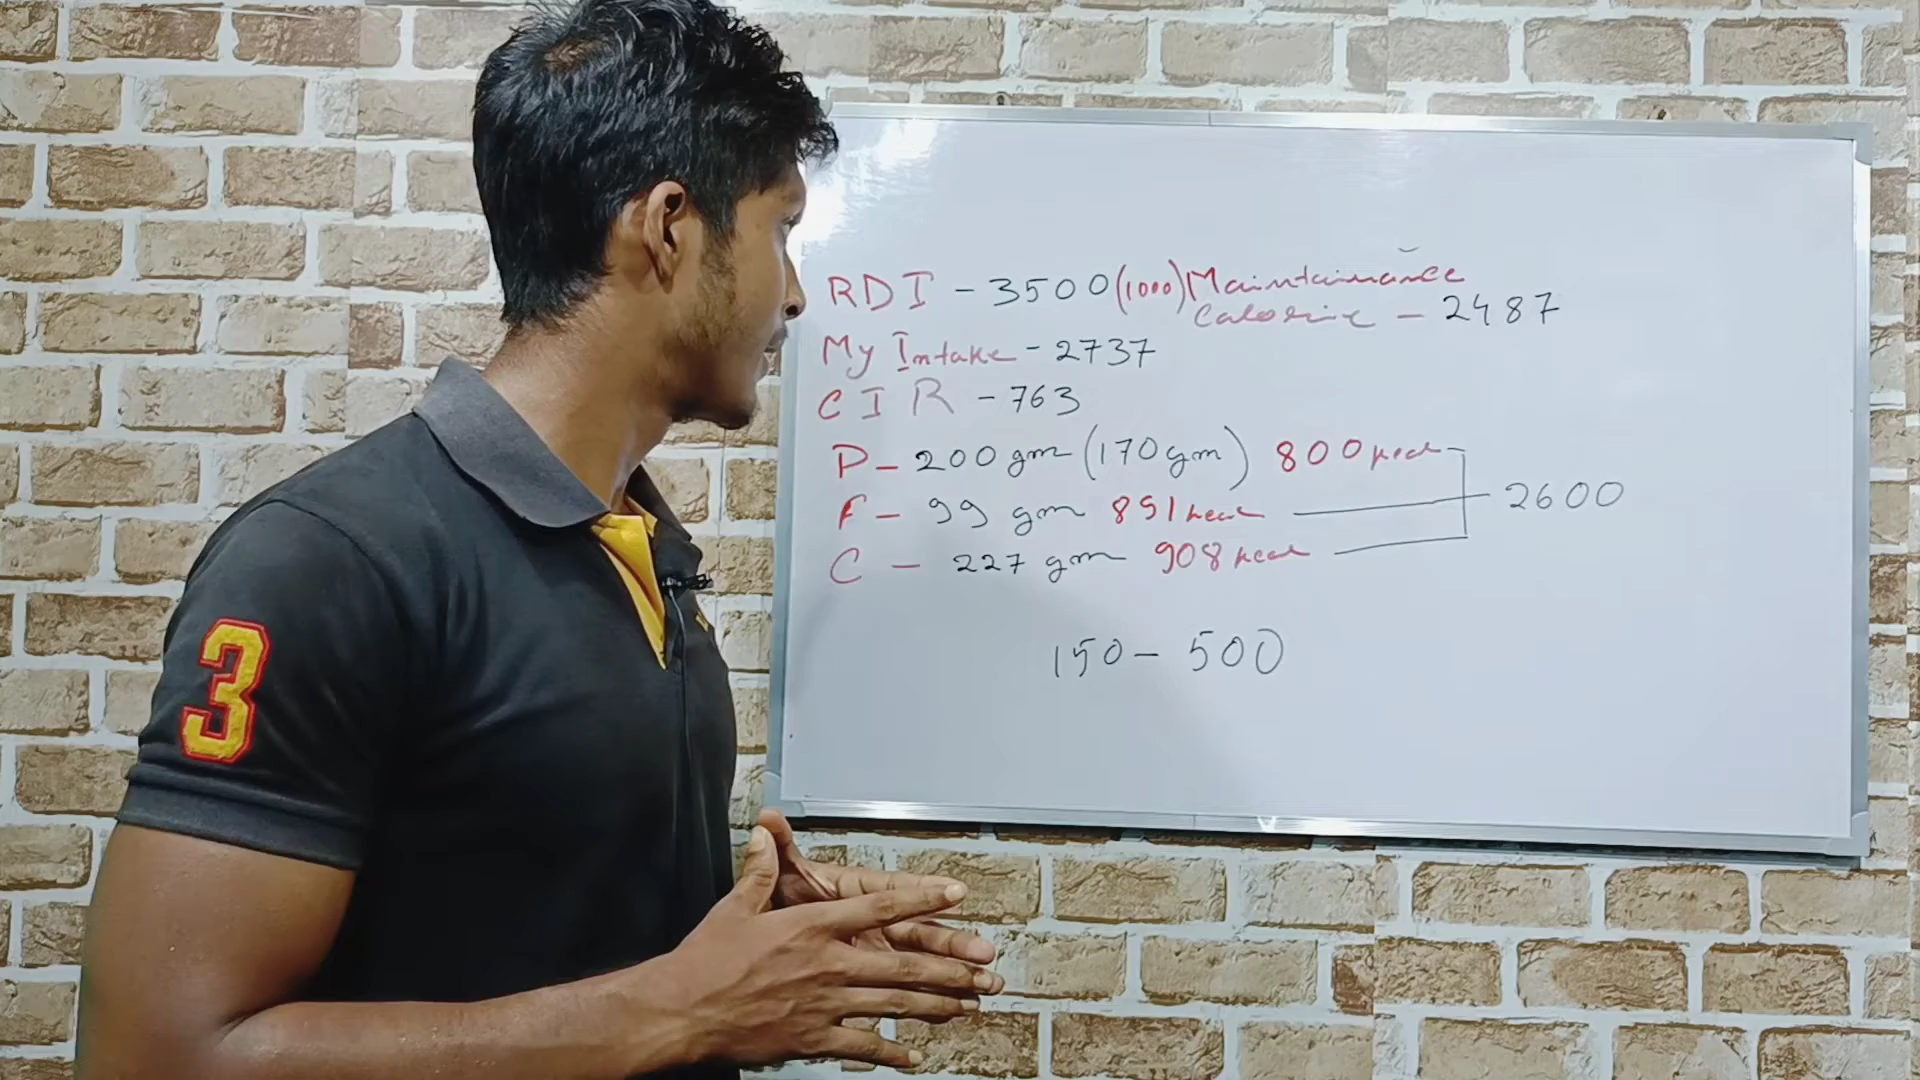 RDI - 3500 (1000) Maintainance
Calorie - 2487
My Intake - 2737
CIR - 763
P - 200 gm (170 gm) 800 kcal
F - 99 gm 891 kcal
2600
C - 227 gm 908 kcal
150 - 500
3